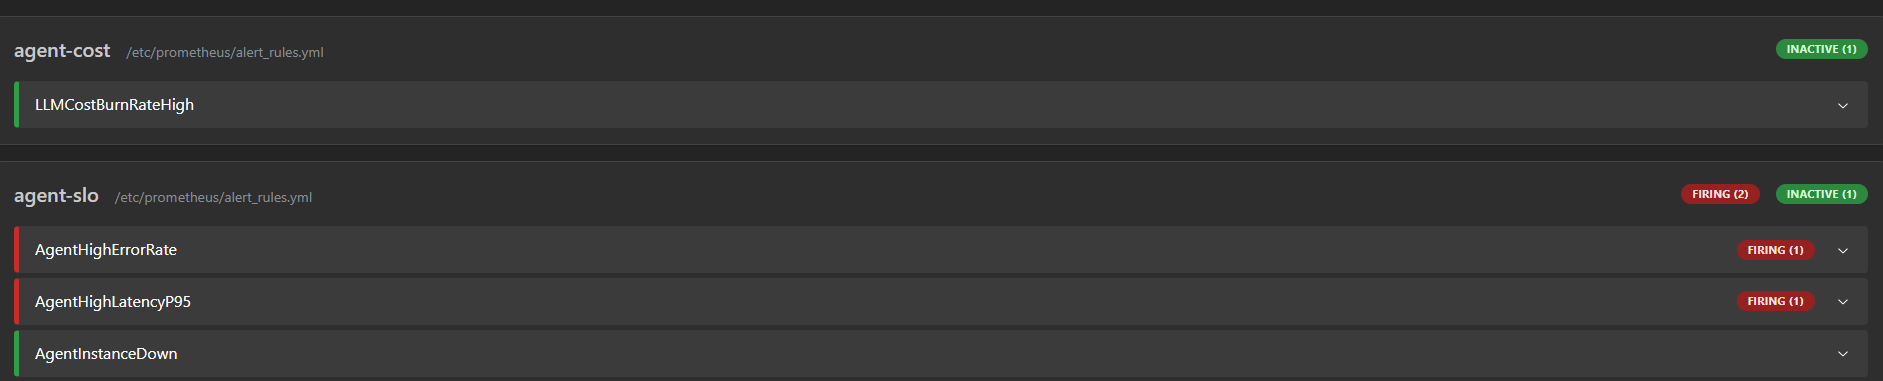 agent-cost /etc/prometheus/alert_rules.yml INACTIVE (1)
LLMCostBurnRateHigh
agent-slo /etc/prometheus/alert_rules.yml FIRING (2) INACTIVE (1)
AgentHighErrorRate FIRING (1)
AgentHighLatencyP95 FIRING (1)
AgentInstanceDown